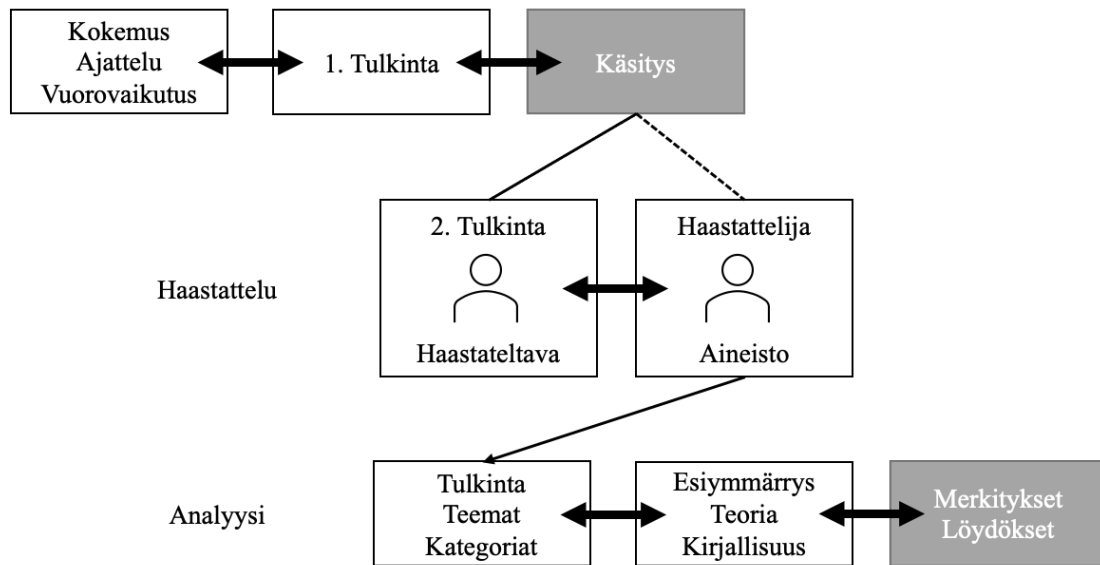 Kokemus
Ajattelu
Vuorovaikutus
1. Tulkinta
Käsitys
Haastattelu
2. Tulkinta
Haastateltava
Haastattelija
Aineisto
Analyysi
Tulkinta
Teemat
Kategoriat
Esiymmärrys
Teoria
Kirjallisuus
Merkitykset
Löydökset